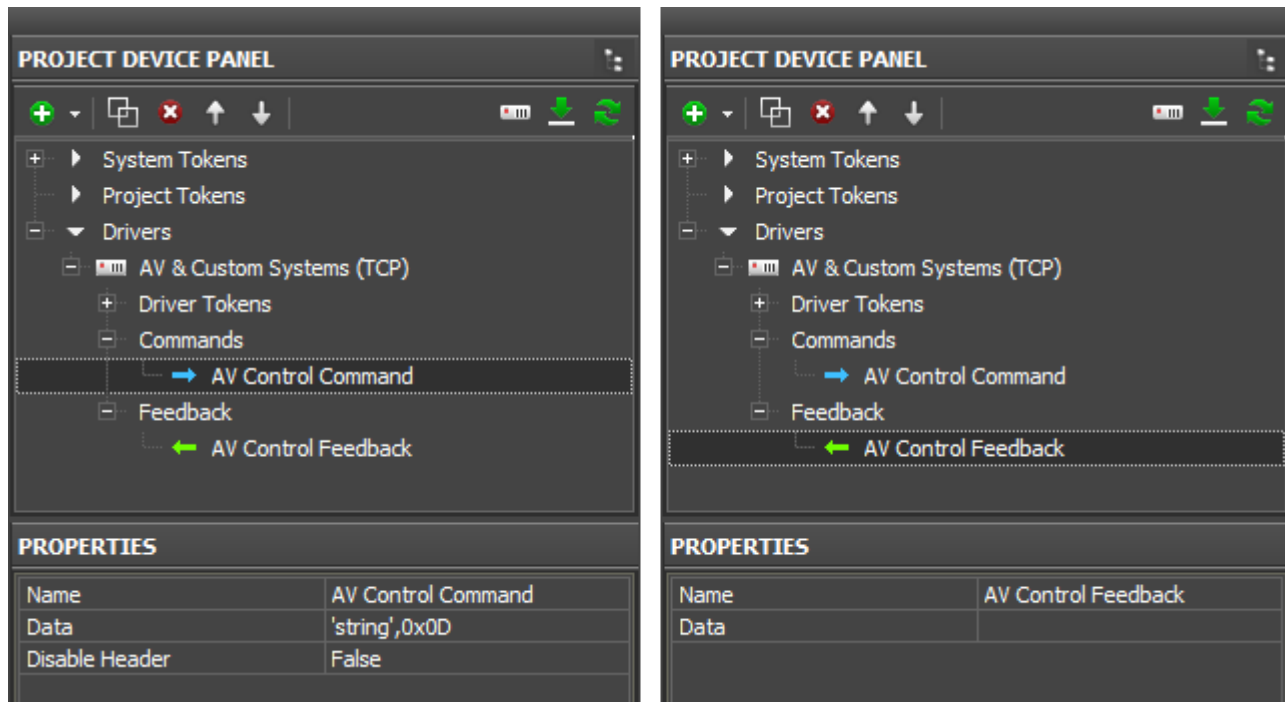 PROJECT DEVICE PANEL
System Tokens
Project Tokens
Drivers
AV & Custom Systems (TCP)
Driver Tokens
Commands
AV Control Command
Feedback
AV Control Feedback
PROPERTIES
Name AV Control Command
Data 'string',0x0D
Disable Header False
PROJECT DEVICE PANEL
System Tokens
Project Tokens
Drivers
AV & Custom Systems (TCP)
Driver Tokens
Commands
AV Control Command
Feedback
AV Control Feedback
PROPERTIES
Name AV Control Feedback
Data